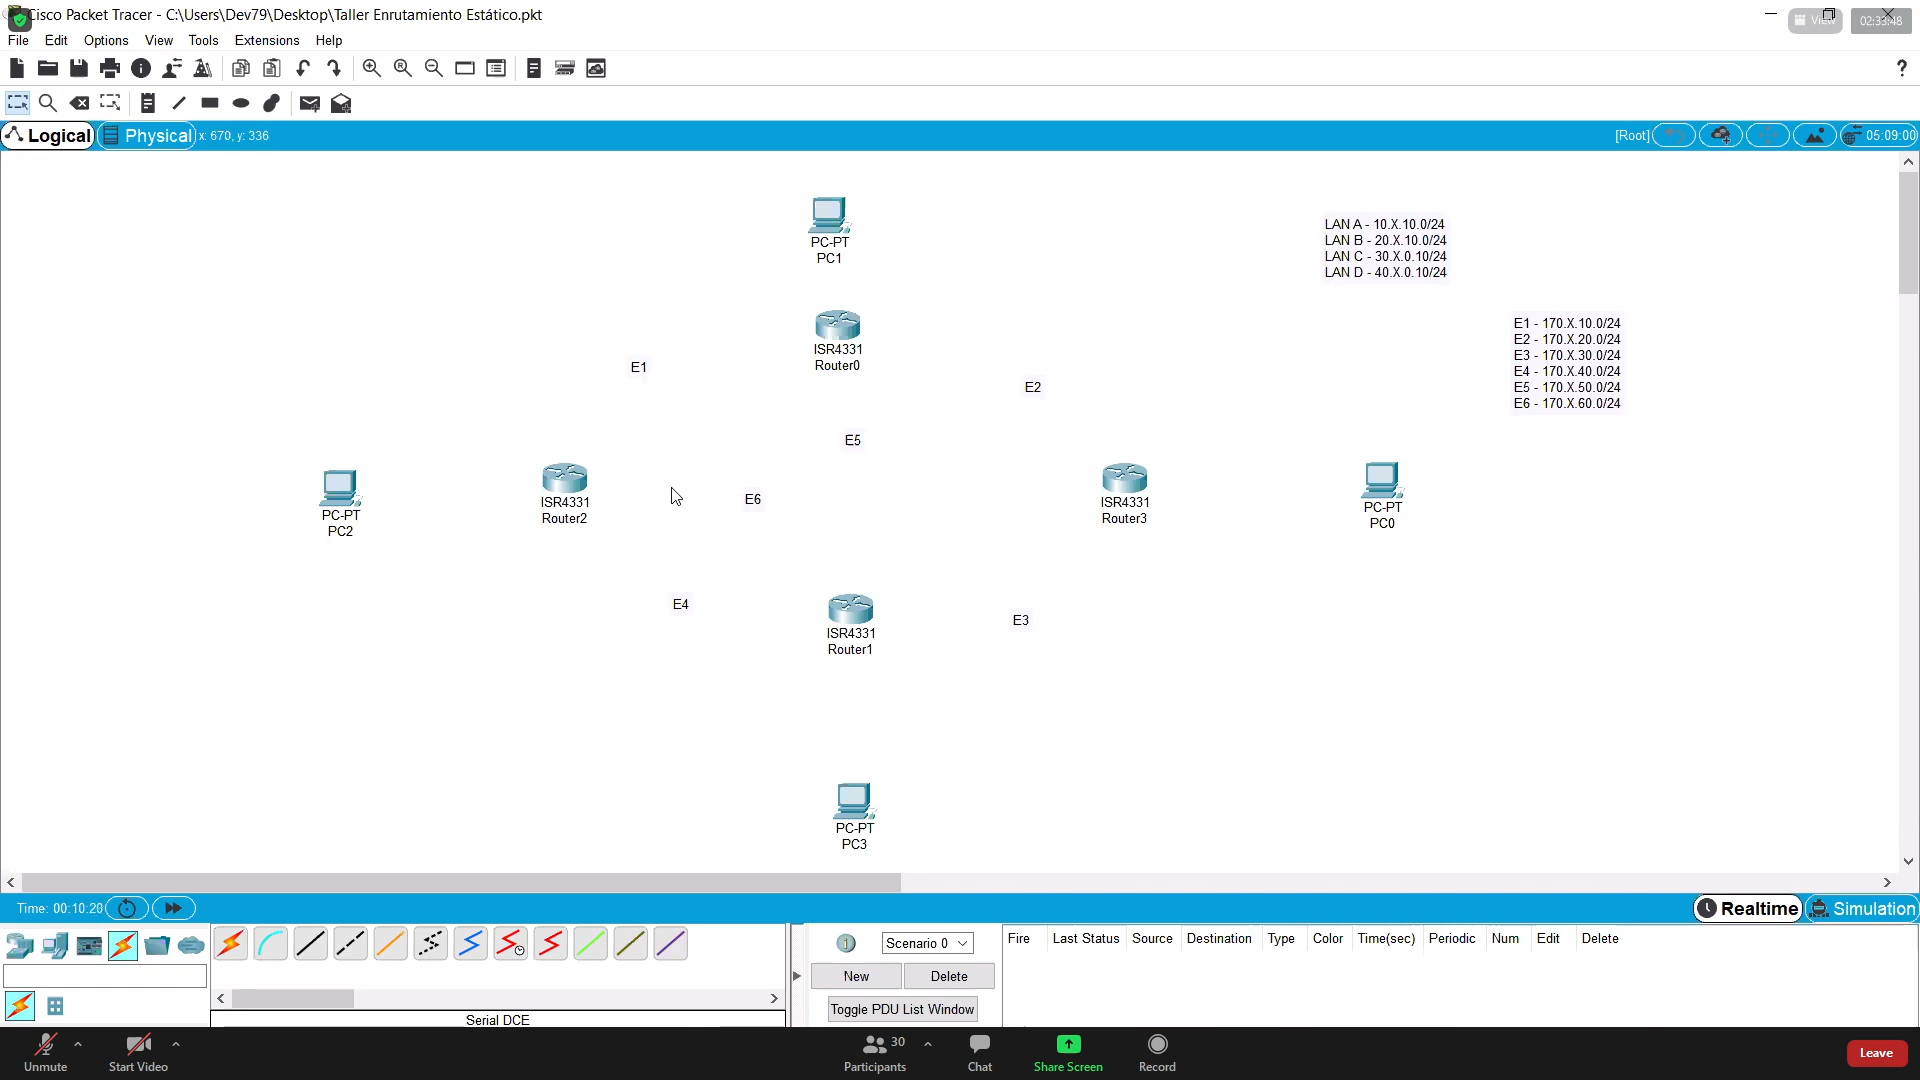 Cisco Packet Tracer - C:\Users\Dev79\Desktop\Taller Enrutamiento Estático.pkt
View
02:33:48
File Edit Options View Tools Extensions Help
Logical
Physical
x: 670, y: 336
[Root]
05:09:00
PC-PT
PC1
LAN A - 10.X.10.0/24
LAN B - 20.X.10.0/24
LAN C - 30.X.0.10/24
LAN D - 40.X.0.10/24
ISR4331
Router0
E1 - 170.X.10.0/24
E2 - 170.X.20.0/24
E3 - 170.X.30.0/24
E4 - 170.X.40.0/24
E5 - 170.X.50.0/24
E6 - 170.X.60.0/24
E1
E2
E5
PC-PT
PC2
ISR4331
Router2
E6
ISR4331
Router3
PC-PT
PC0
E4
ISR4331
Router1
E3
PC-PT
PC3
Time: 00:10:20
Realtime
Simulation
Scenario 0
New
Delete
Toggle PDU List Window
Fire Last Status Source Destination Type Color Time(sec) Periodic Num Edit Delete
Serial DCE
Unmute
Start Video
30
Participants
Chat
Share Screen
Record
Leave